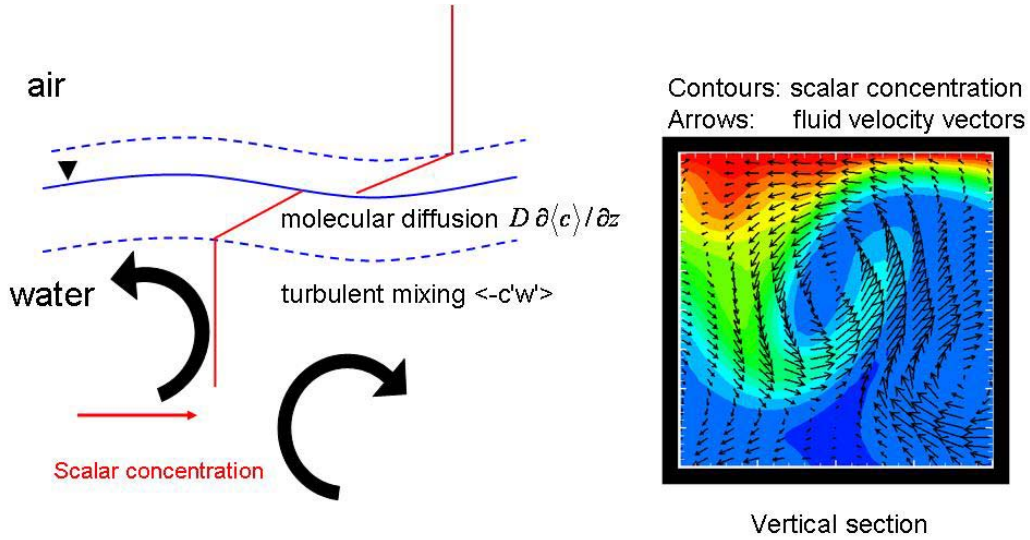 air
Contours: scalar concentration
Arrows: fluid velocity vectors
molecular diffusion D ∂⟨c⟩/∂z
water
turbulent mixing <-c'w'>
Scalar concentration
Vertical section